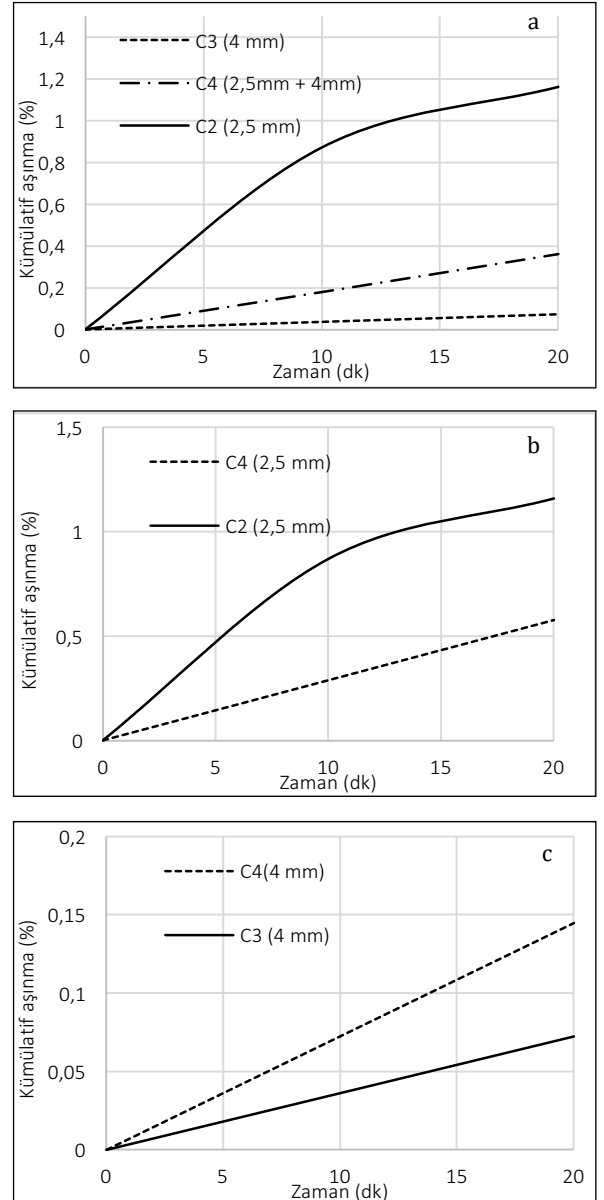 a
1,4
C3 (4 mm)
1,2
C4 (2,5mm + 4mm)
1
C2 (2,5 mm)
0,8
0,6
0,4
0,2
0
Kümülatif aşınma (%)
0 5 10 15 20
Zaman (dk)
b
1,5
C4 (2,5 mm)
1
C2 (2,5 mm)
0,5
0
Kümülatif aşınma (%)
0 5 10 15 20
Zaman (dk)
c
0,2
C4(4 mm)
0,15
C3 (4 mm)
0,1
0,05
0
Kümülatif aşınma (%)
0 5 10 15 20
Zaman (dk)